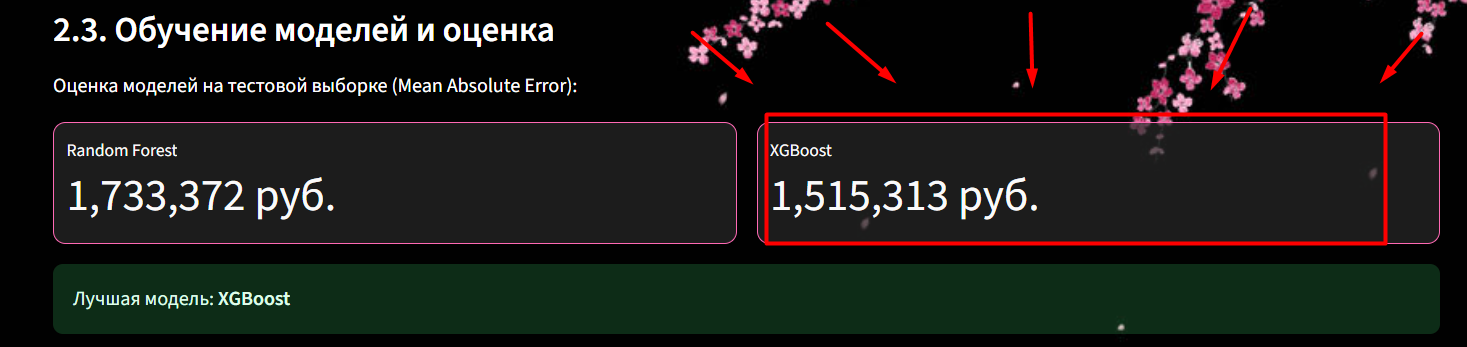 2.3. Обучение моделей и оценка
Оценка моделей на тестовой выборке (Mean Absolute Error):
Random Forest
1,733,372 руб.
XGBoost
1,515,313 руб.
Лучшая модель: XGBoost